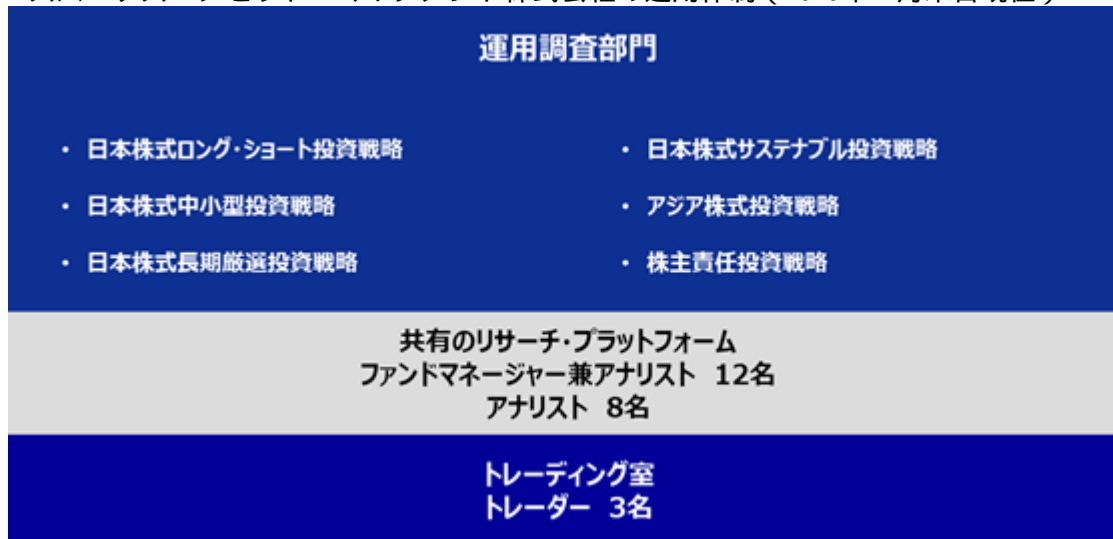 運用調査部門
・ 日本株式ロング・ショート投資戦略
・ 日本株式サステナブル投資戦略
・ 日本株式中小型投資戦略
・ アジア株式投資戦略
・ 日本株式長期厳選投資戦略
・ 株主責任投資戦略
共有のリサーチ・プラットフォーム
ファンドマネージャー兼アナリスト 12名
アナリスト 8名
トレーディング室
トレーダー 3名